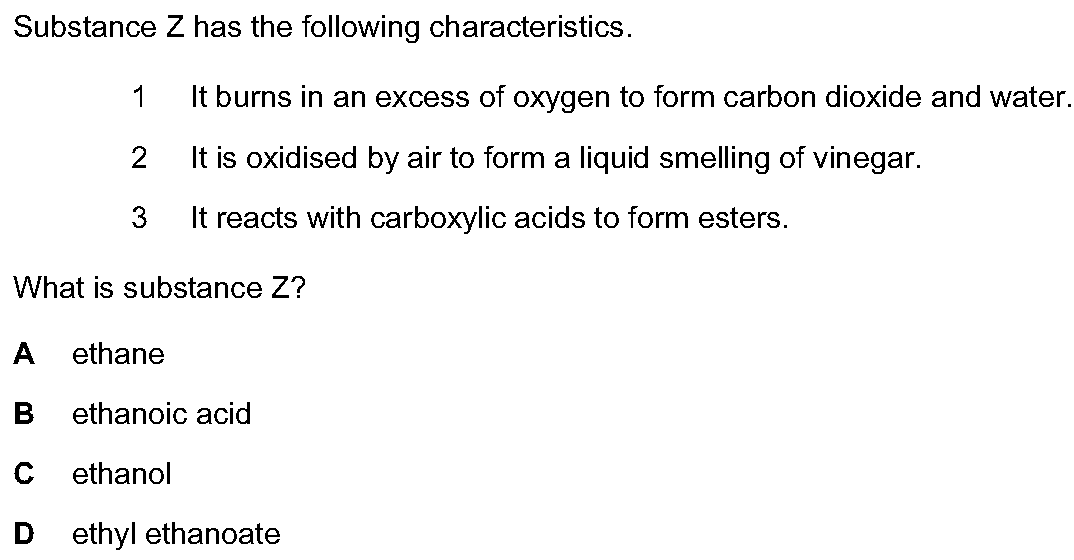 Substance Z has the following characteristics.
1 It burns in an excess of oxygen to form carbon dioxide and water.
2 It is oxidised by air to form a liquid smelling of vinegar.
3 It reacts with carboxylic acids to form esters.
What is substance Z?
A ethane
B ethanoic acid
C ethanol
D ethyl ethanoate